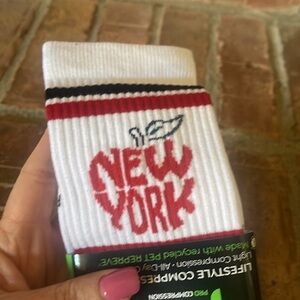 NEW
YORK
Made with recycled PET REPREVE
Light Compression • All-Day
LIFESTYLE COMPRES
PRO COMPRESSION